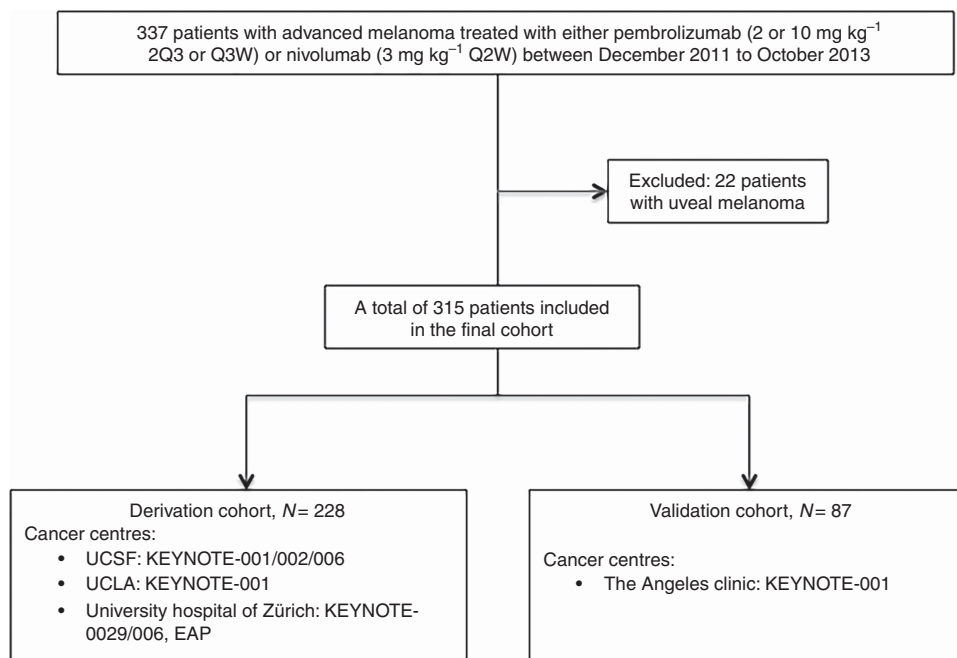 337 patients with advanced melanoma treated with either pembrolizumab (2 or 10 mg kg⁻¹
2Q3 or Q3W) or nivolumab (3 mg kg⁻¹ Q2W) between December 2011 to October 2013
Excluded: 22 patients
with uveal melanoma
A total of 315 patients included
in the final cohort
Derivation cohort, N= 228
Cancer centres:
• UCSF: KEYNOTE-001/002/006
• UCLA: KEYNOTE-001
• University hospital of Zürich: KEYNOTE-
0029/006, EAP
Validation cohort, N= 87
Cancer centres:
• The Angeles clinic: KEYNOTE-001